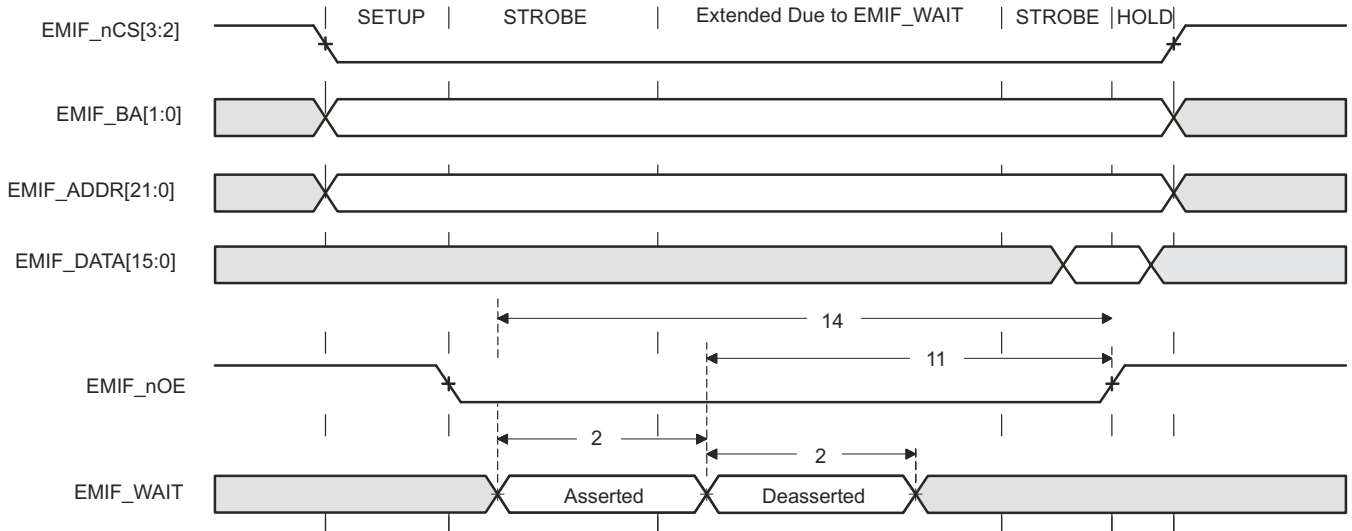 SETUP STROBE Extended Due to EMIF_WAIT STROBE HOLD
EMIF_nCS[3:2]
EMIF_BA[1:0]
EMIF_ADDR[21:0]
EMIF_DATA[15:0]
14
11
EMIF_nOE
2
2
EMIF_WAIT Asserted Deasserted